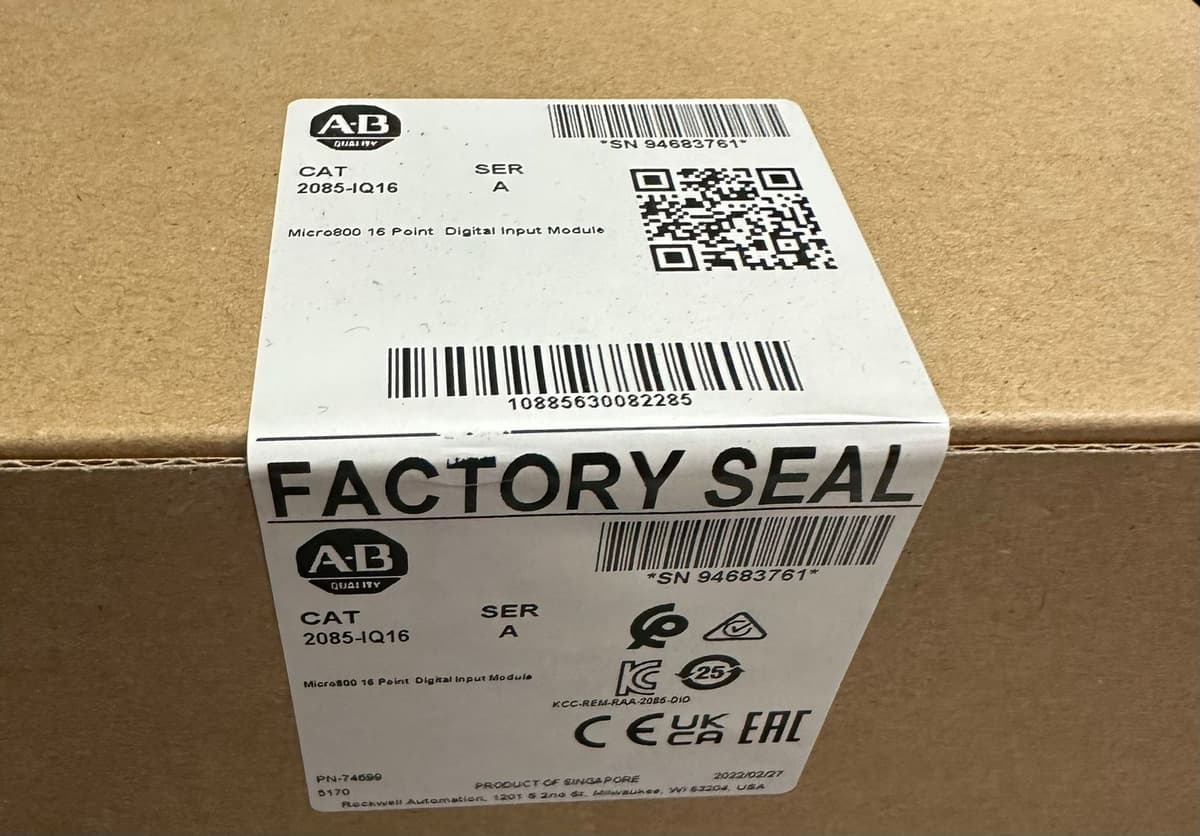 A-B
QUALITY
*SN 94683761*
CAT
2085-IQ16
SER
A
Micro800 16 Point Digital Input Module
10885630082285
FACTORY SEAL
A-B
QUALITY
*SN 94683761*
CAT
2085-IQ16
SER
A
Micro800 16 Point Digital Input Module
25
KCC-REM-RAA-2085-DIO
CE UKCA EAC
PN-74699
5170
PRODUCT OF SINGAPORE
2022/02/27
Rockwell Automation, 1201 S 2nd St. Milwaukee, WI 53204, USA